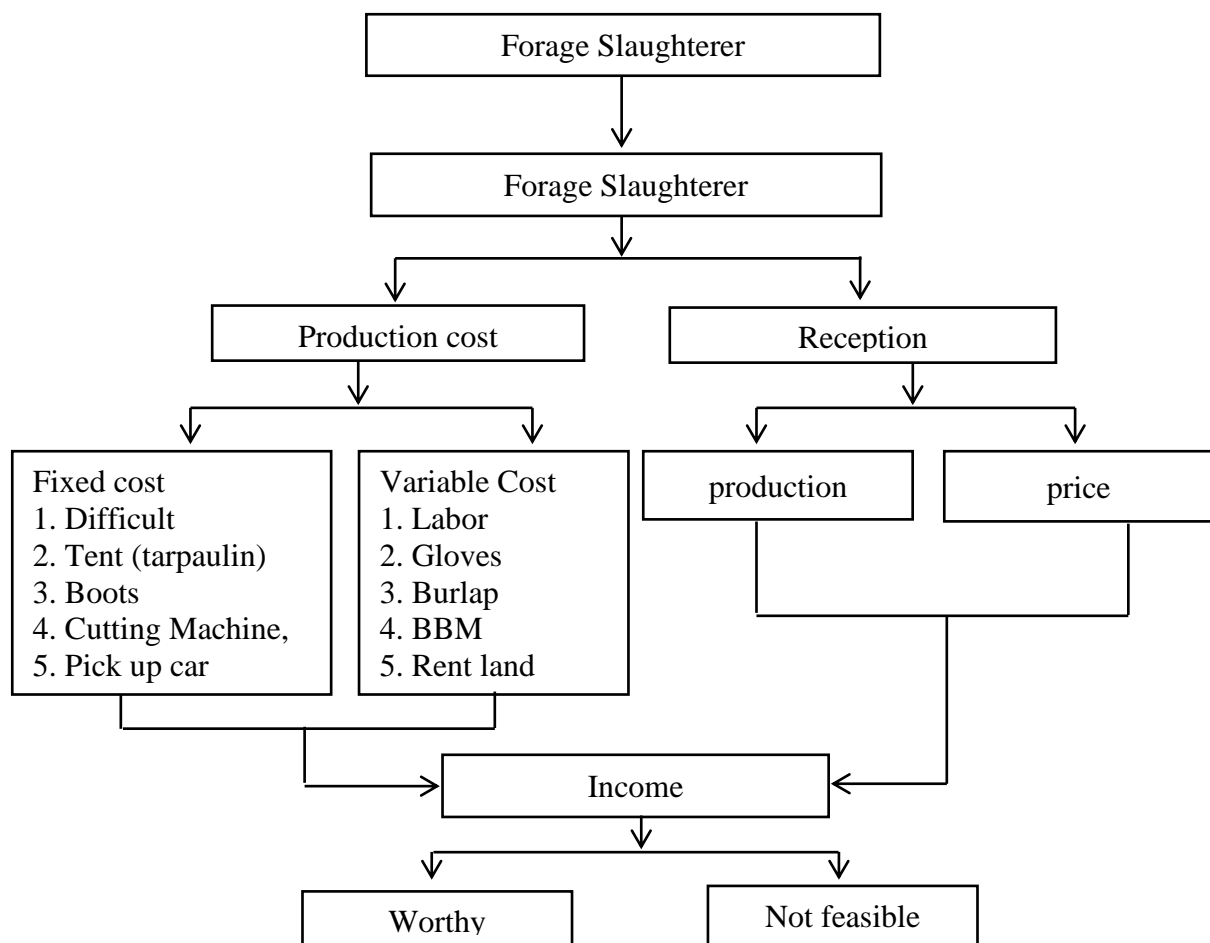 Forage Slaughterer
Forage Slaughterer
Production cost
Reception
Fixed cost
1. Difficult
2. Tent (tarpaulin)
3. Boots
4. Cutting Machine,
5. Pick up car
Variable Cost
1. Labor
2. Gloves
3. Burlap
4. BBM
5. Rent land
production
price
Income
Worthy
Not feasible